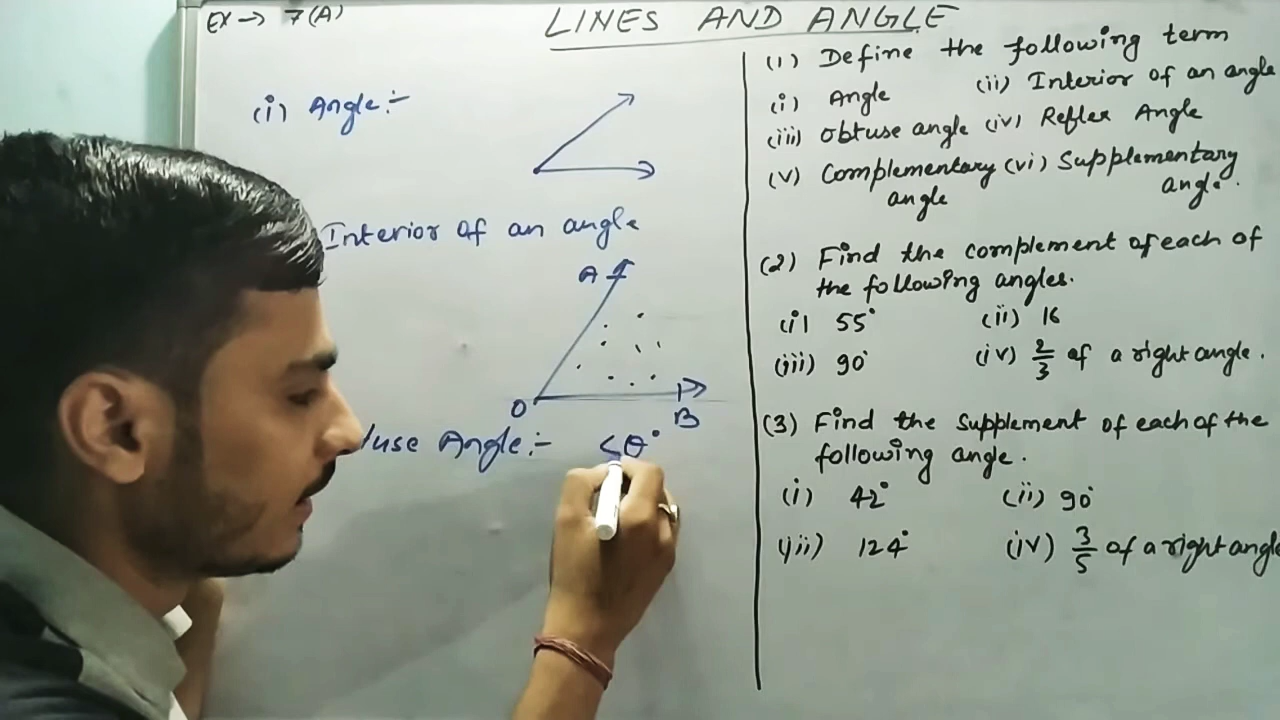 Ex → 7(A)
LINES AND ANGLE
(i) Angle :-
Interior of an angle
A
O
B
Angle :- <θ°
(1) Define the following term
(i) Angle (ii) Interior of an angle
(iii) obtuse angle (iv) Reflex Angle
(v) Complementary (vi) Supplementary
angle angle.
(2) Find the complement of each of
the following angles.
(i) 55° (ii) 16
(iii) 90° (iv) 2/3 of a right angle.
(3) Find the supplement of each of the
following angle.
(i) 42° (ii) 90°
(iii) 124° (iv) 3/5 of a right angle